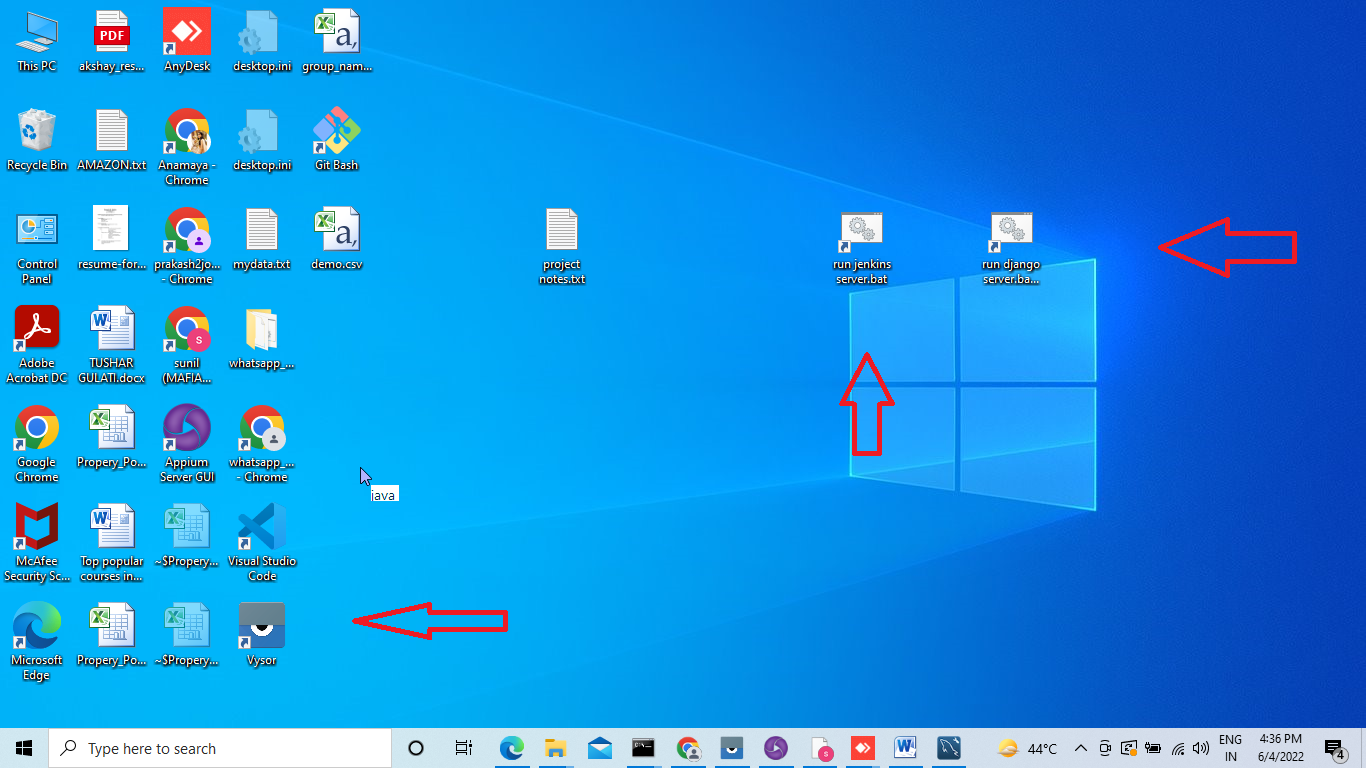 This PC
akshay_res...
AnyDesk
desktop.ini
group_nam...
PDF
a,
Recycle Bin
AMAZON.txt
Anamaya -
Chrome
desktop.ini
Git Bash
Control
Panel
resume-for...
prakash2jo...
- Chrome
mydata.txt
demo.csv
a,
project
notes.txt
run jenkins
server.bat
run django
server.ba...
Adobe
Acrobat DC
TUSHAR
GULATI.docx
sunil
(MAFIA...
S
whatsapp_...
Google
Chrome
Propery_Po...
Appium
Server GUI
whatsapp_...
- Chrome
java
McAfee
Security Sc...
Top popular
courses in...
~$Propery...
Visual Studio
Code
Microsoft
Edge
Propery_Po...
~$Propery...
Vysor
Type here to search
44°C
ENG
IN
4:36 PM
6/4/2022
4